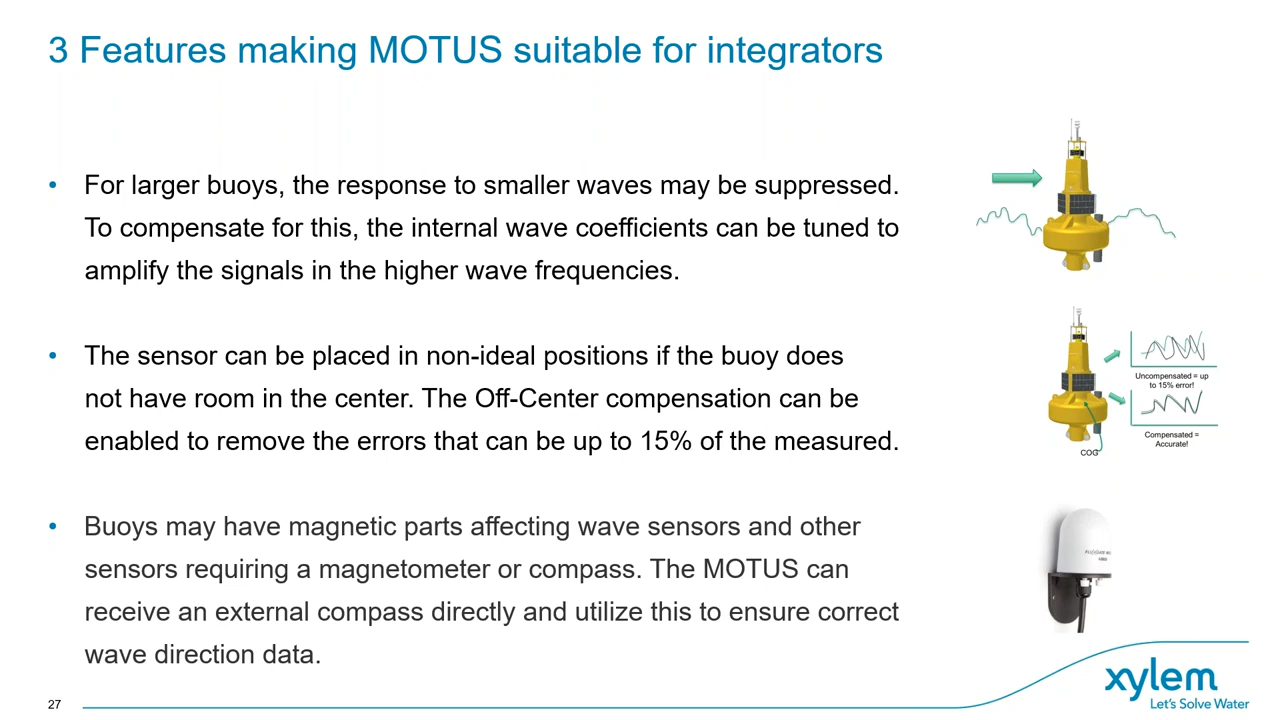 3 Features making MOTUS suitable for integrators
• For larger buoys, the response to smaller waves may be suppressed.
To compensate for this, the internal wave coefficients can be tuned to
amplify the signals in the higher wave frequencies.
• The sensor can be placed in non-ideal positions if the buoy does
not have room in the center. The Off-Center compensation can be
enabled to remove the errors that can be up to 15% of the measured.
Uncompensated = up
to 15% error!
Compensated =
Accurate!
COG
• Buoys may have magnetic parts affecting wave sensors and other
sensors requiring a magnetometer or compass. The MOTUS can
receive an external compass directly and utilize this to ensure correct
wave direction data.
27
xylem
Let's Solve Water